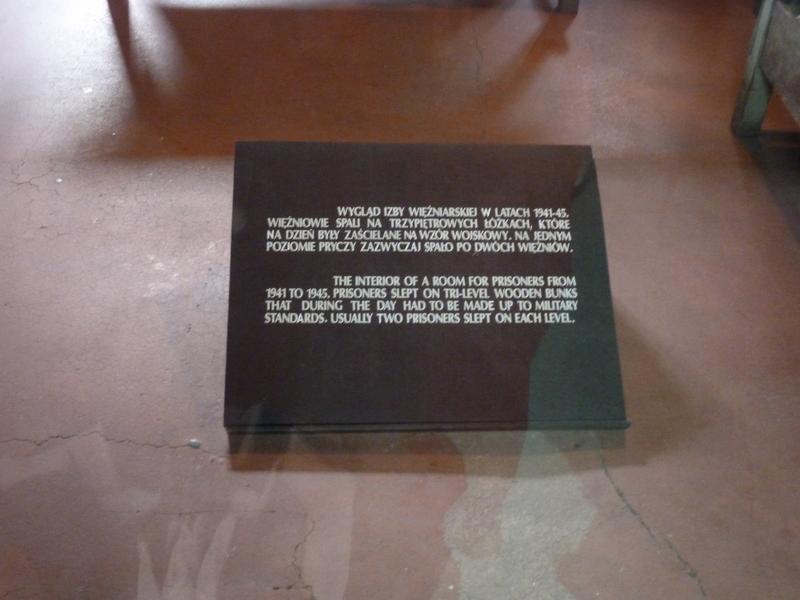 WYGLĄD IZBY WIĘŹNIARSKIEJ W LATACH 1941-45.
WIĘŹNIOWIE SPALI NA TRZYPIĘTROWYCH ŁÓŻKACH, KTÓRE
NA DZIEŃ BYŁY ZAŚCIELANE NA WZÓR WOJSKOWY. NA JEDNYM
POZIOMIE PRYCZY ZAZWYCZAJ SPAŁO PO DWÓCH WIĘŹNIÓW.
THE INTERIOR OF A ROOM FOR PRISONERS FROM
1941 TO 1945. PRISONERS SLEPT ON TRI-LEVEL WOODEN BUNKS
THAT DURING THE DAY HAD TO BE MADE UP TO MILITARY
STANDARDS. USUALLY TWO PRISONERS SLEPT ON EACH LEVEL.